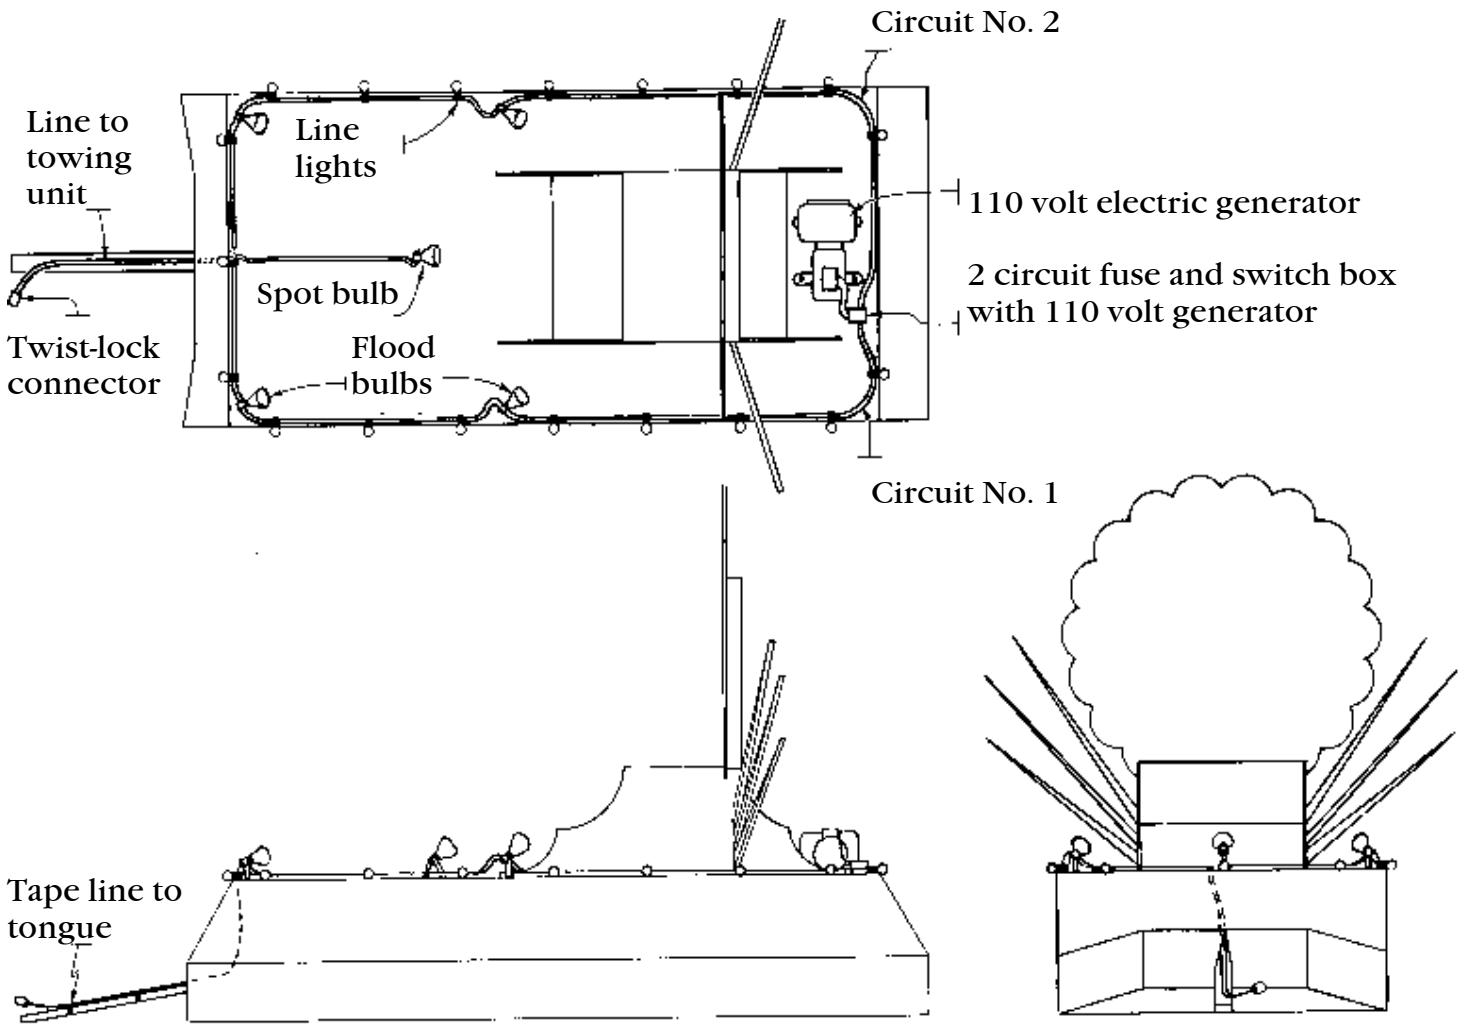 Circuit No. 2
Line to
towing
unit
Line
lights
110 volt electric generator
2 circuit fuse and switch box
with 110 volt generator
Spot bulb
Twist-lock
connector
Flood
bulbs
Circuit No. 1
Tape line to
tongue